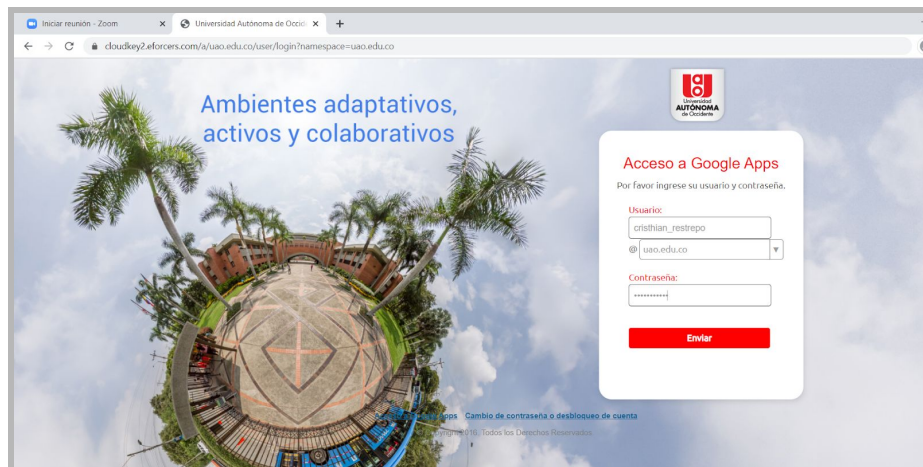 Iniciar reunión - Zoom
Universidad Autónoma de Occid
cloudkey2.eforcers.com/a/uao.edu.co/user/login?namespace=uao.edu.co
Ambientes adaptativos,
activos y colaborativos
Universidad
AUTÓNOMA
de Occidente
Acceso a Google Apps
Por favor ingrese su usuario y contraseña.
Usuario:
cristhian_restrepo
@ uao.edu.co
Contraseña:
Enviar
Apps Cambio de contraseña o desbloqueo de cuenta
2016, Todos los Derechos Reservados